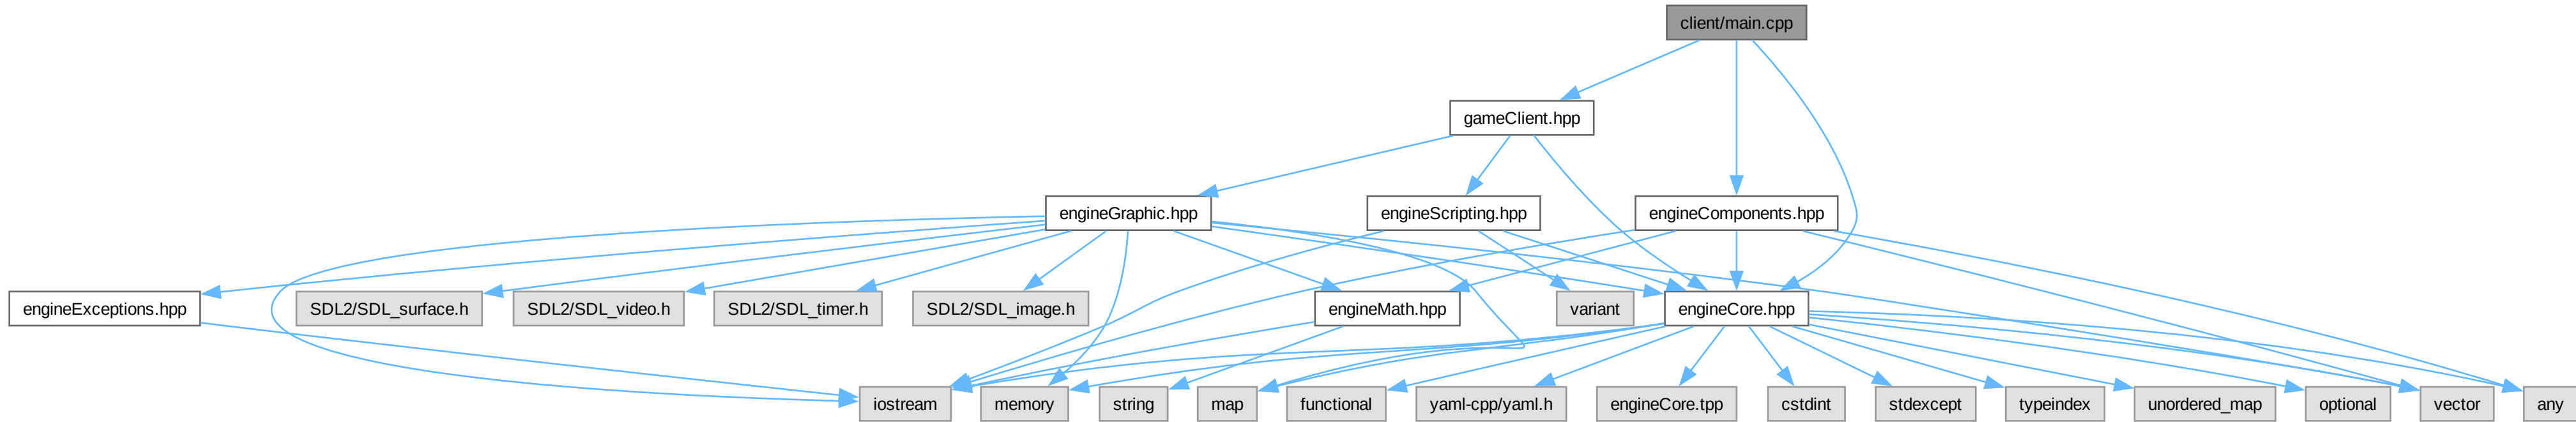 client/main.cpp
gameClient.hpp
engineGraphic.hpp
engineScripting.hpp
engineComponents.hpp
engineExceptions.hpp
SDL2/SDL_surface.h
SDL2/SDL_video.h
SDL2/SDL_timer.h
SDL2/SDL_image.h
engineMath.hpp
variant
engineCore.hpp
iostream
memory
string
map
functional
yaml-cpp/yaml.h
engineCore.tpp
cstdint
stdexcept
typeindex
unordered_map
optional
vector
any